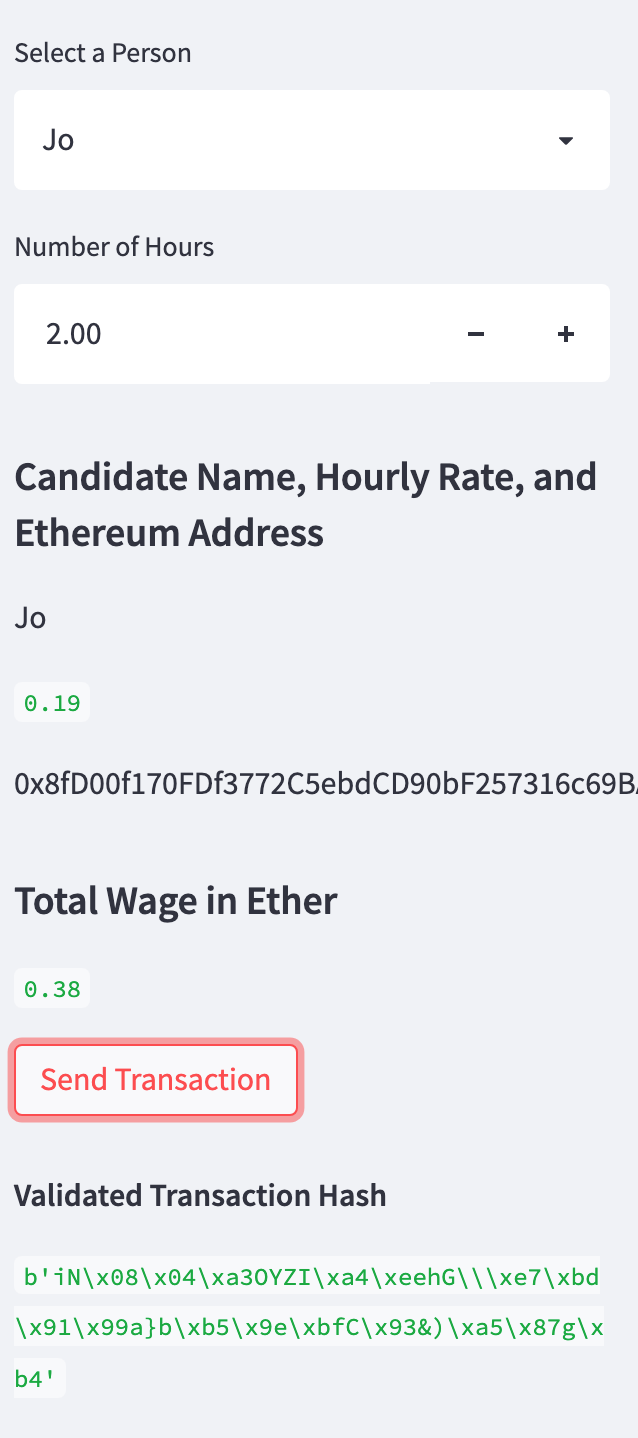 Select a Person
Jo
Number of Hours
2.00
Candidate Name, Hourly Rate, and
Ethereum Address
Jo
0.19
0x8fD00f170FDf3772C5ebdCD90bF257316c69B
Total Wage in Ether
0.38
Send Transaction
Validated Transaction Hash
b'iN\x08\x04\xa3OYZI\xa4\xeehG\\\xe7\xbd
\x91\x99a}b\xb5\x9e\xbfC\x93&)\xa5\x87g\x
b4'